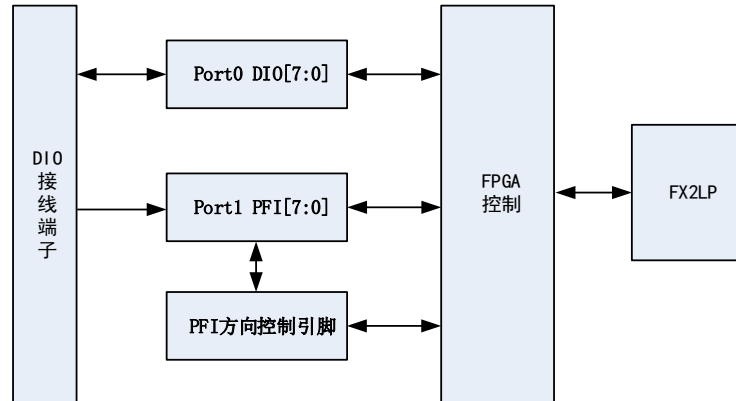 Port0 DIO[7:0]
DIO
接
线
端
子
Port1 PFI[7:0]
FPGA
控制
FX2LP
PFI方向控制引脚